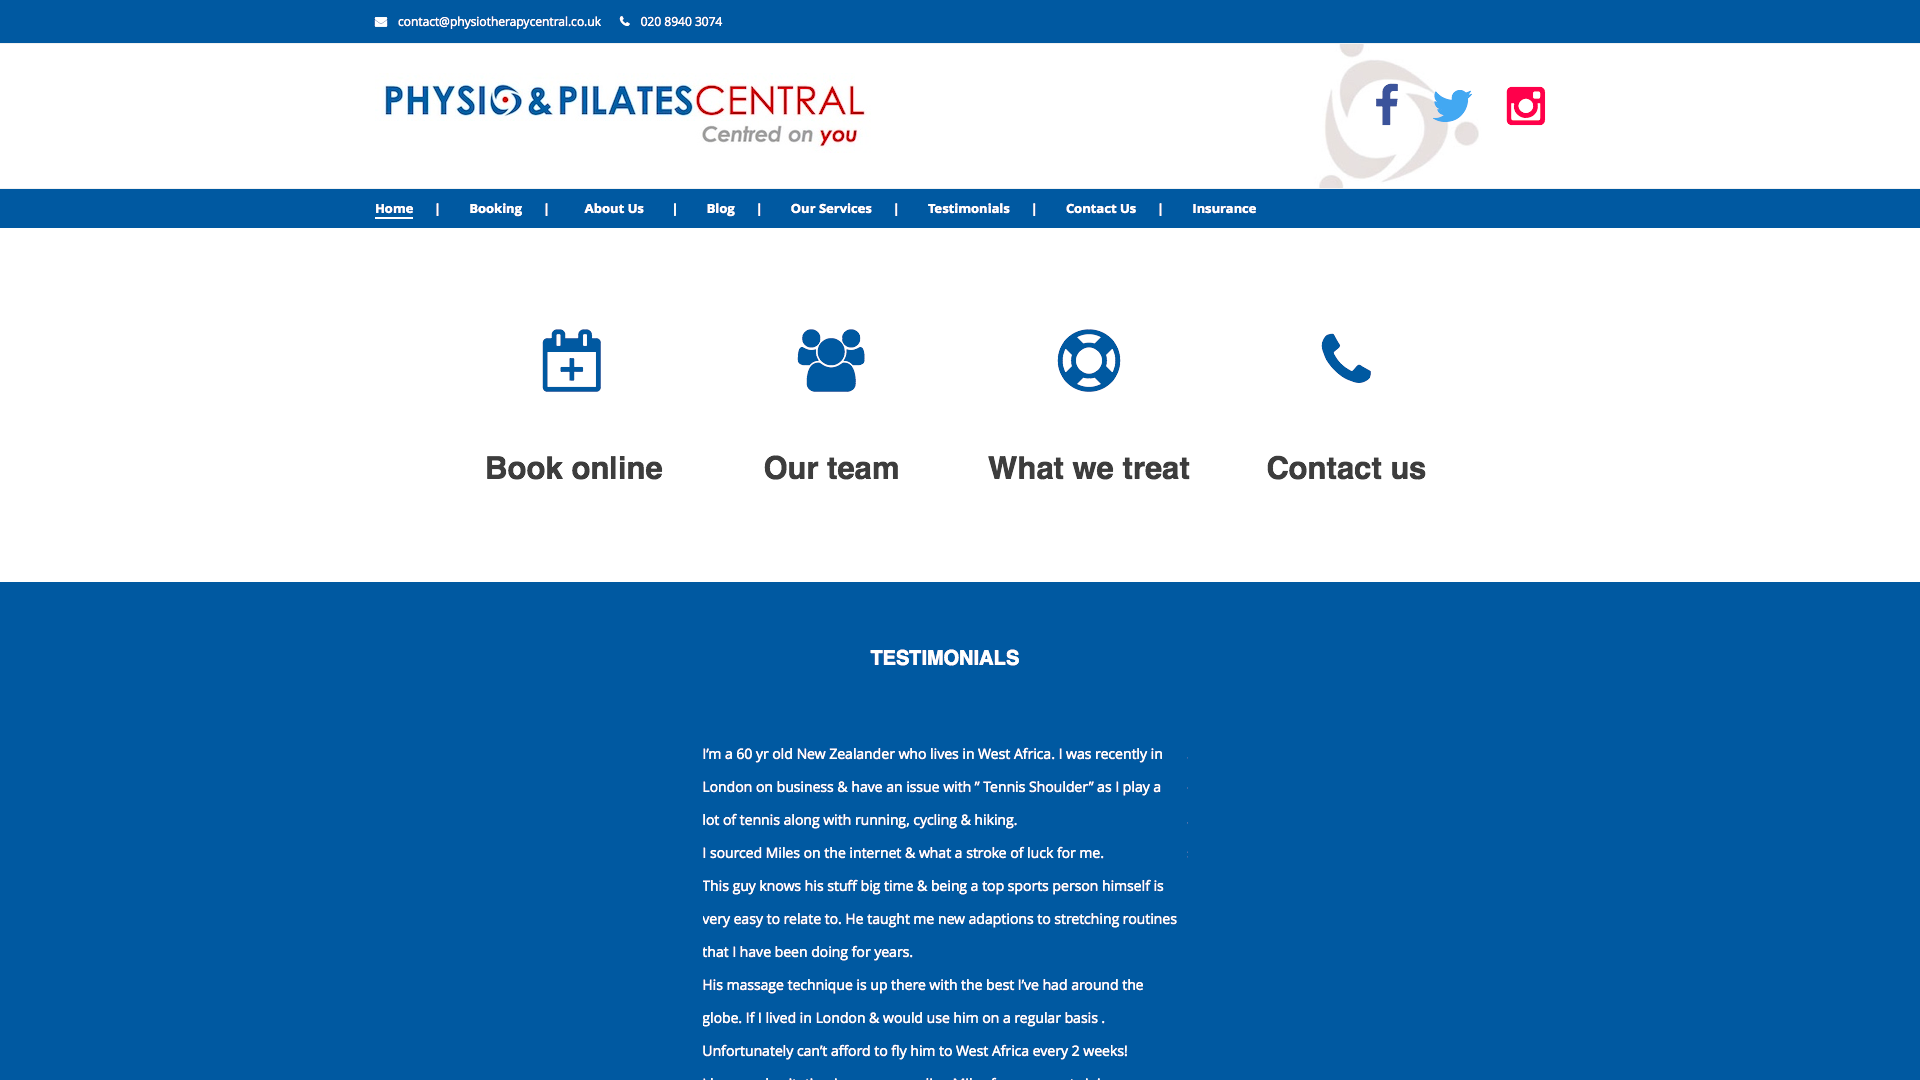 contact@physiotherapycentral.co.uk 020 8940 3074
PHYSIO & PILATESCENTRAL
Centred on you
Home | Booking | About Us | Blog | Our Services | Testimonials | Contact Us | Insurance
Book online Our team What we treat Contact us
TESTIMONIALS
I’m a 60 yr old New Zealander who lives in West Africa. I was recently in
London on business & have an issue with ” Tennis Shoulder” as I play a
lot of tennis along with running, cycling & hiking.
I sourced Miles on the internet & what a stroke of luck for me.
This guy knows his stuff big time & being a top sports person himself is
very easy to relate to. He taught me new adaptions to stretching routines
that I have been doing for years.
His massage technique is up there with the best I’ve had around the
globe. If I lived in London & would use him on a regular basis .
Unfortunately can’t afford to fly him to West Africa every 2 weeks!